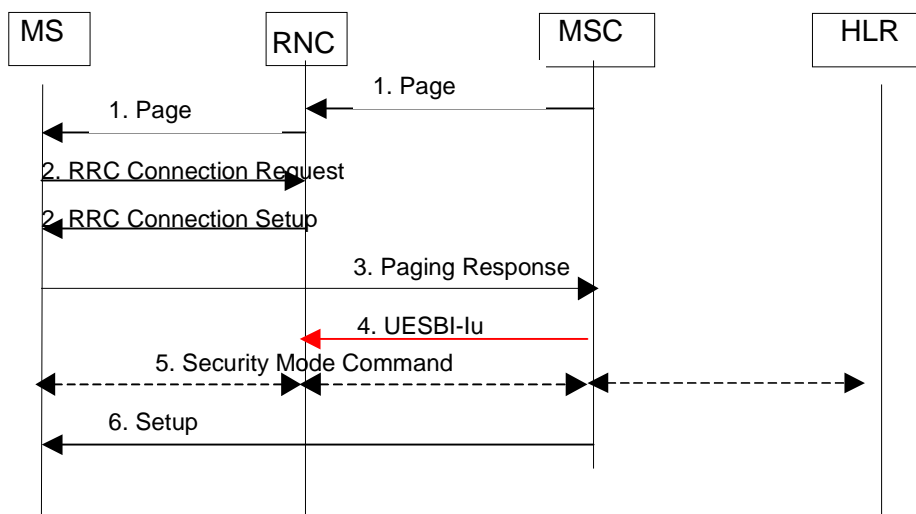 MS
RNC
MSC
HLR
1. Page
1. Page
2. RRC Connection Request
2. RRC Connection Setup
3. Paging Response
4. UESBI-Iu
5. Security Mode Command
6. Setup